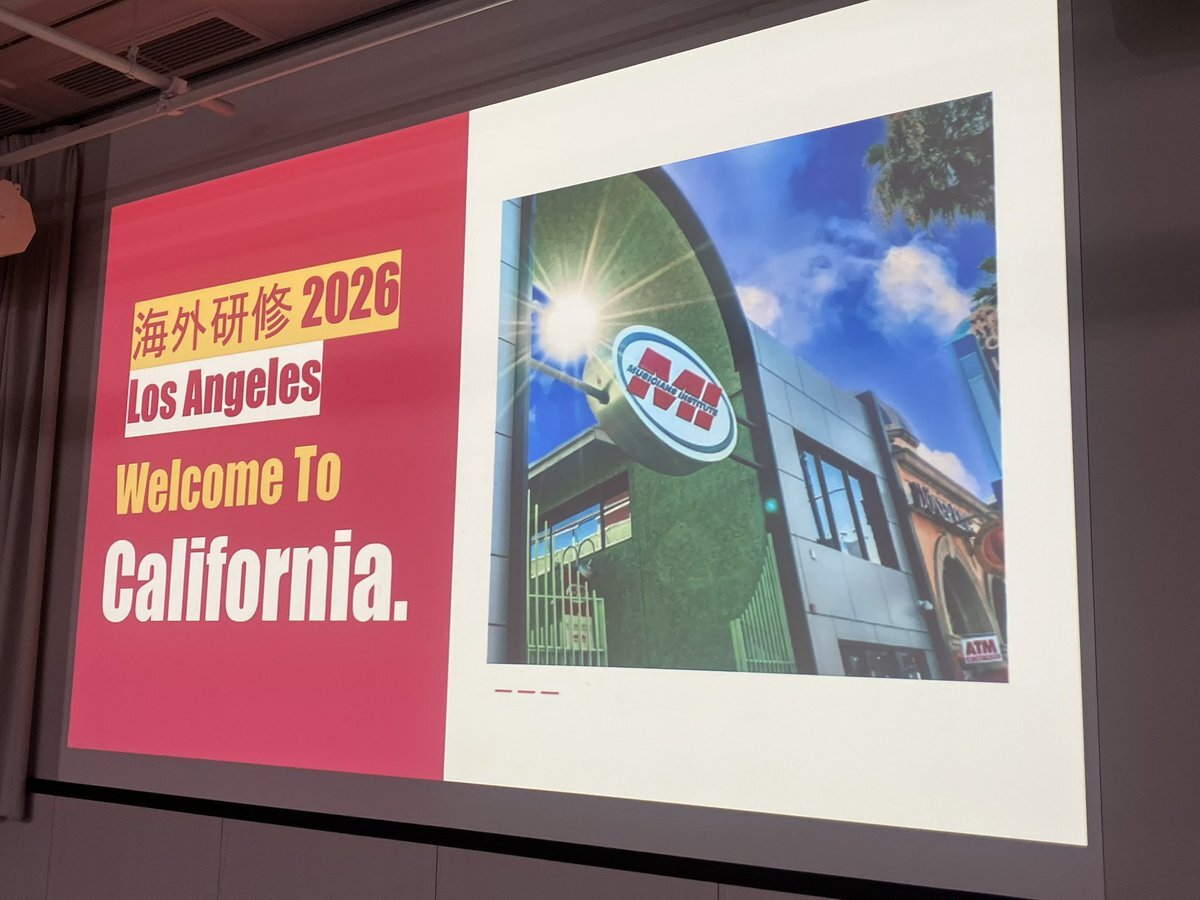 海外研修 2026
Los Angeles
Welcome To
California.
MI
MUSICIANS INSTITUTE
ATM